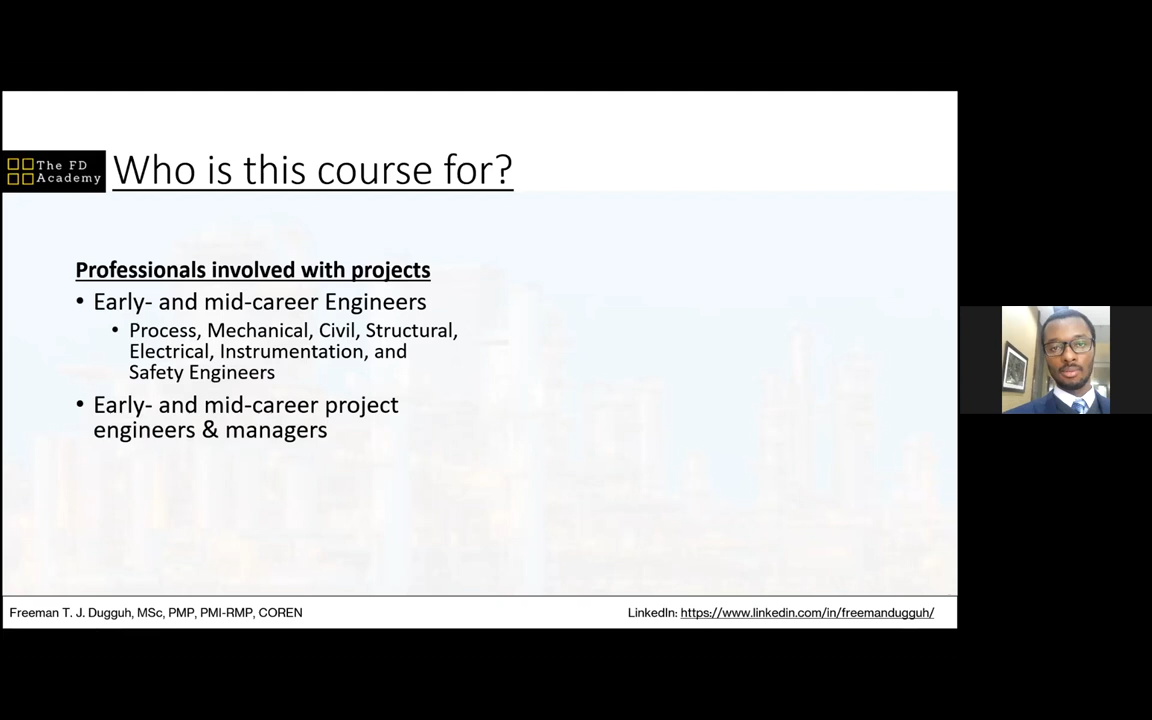 The FD
Academy
Who is this course for?
Professionals involved with projects
• Early- and mid-career Engineers
• Process, Mechanical, Civil, Structural,
Electrical, Instrumentation, and
Safety Engineers
• Early- and mid-career project
engineers & managers
Freeman T. J. Dugguh, MSc, PMP, PMI-RMP, COREN
LinkedIn: https://www.linkedin.com/in/freemandugguh/